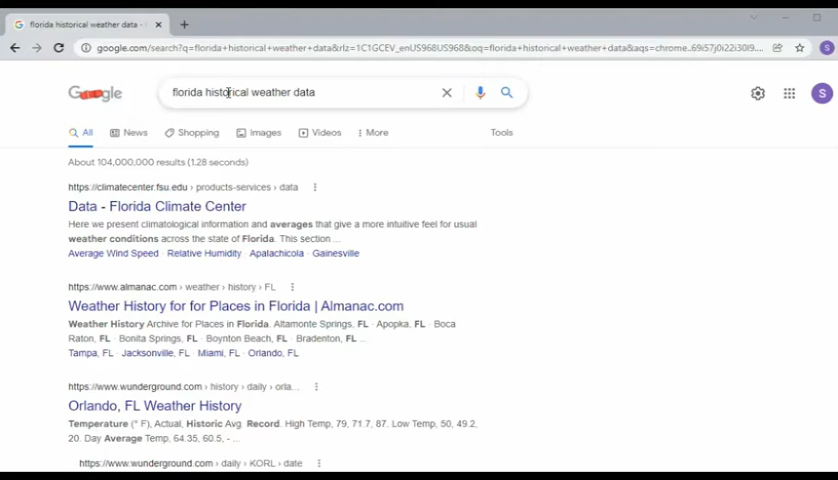 florida historical weather data -
google.com/search?q=florida+historical+weather+data&rlz=1C1GCEV_enUS968US968&oq=florida+historical+weather+data&aqs=chrome..69i57j0i22i30l9....
S
Google
florida historical weather data
S
All News Shopping Images Videos More Tools
About 104,000,000 results (1.28 seconds)
https://climatecenter.fsu.edu › products-services › data
Data - Florida Climate Center
Here we present climatological information and averages that give a more intuitive feel for usual
weather conditions across the state of Florida. This section ...
Average Wind Speed · Relative Humidity · Apalachicola · Gainesville
https://www.almanac.com › weather › history › FL
Weather History for for Places in Florida | Almanac.com
Weather History Archive for Places in Florida. Altamonte Springs, FL · Apopka, FL · Boca
Raton, FL · Bonita Springs, FL · Boynton Beach, FL · Bradenton, FL ...
Tampa, FL · Jacksonville, FL · Miami, FL · Orlando, FL
https://www.wunderground.com › history › daily › orla...
Orlando, FL Weather History
Temperature (° F), Actual, Historic Avg. Record. High Temp, 79, 71.7, 87. Low Temp, 50, 49.2,
20. Day Average Temp, 64.35, 60.5, - ...
https://www.wunderground.com › daily › KORL › date